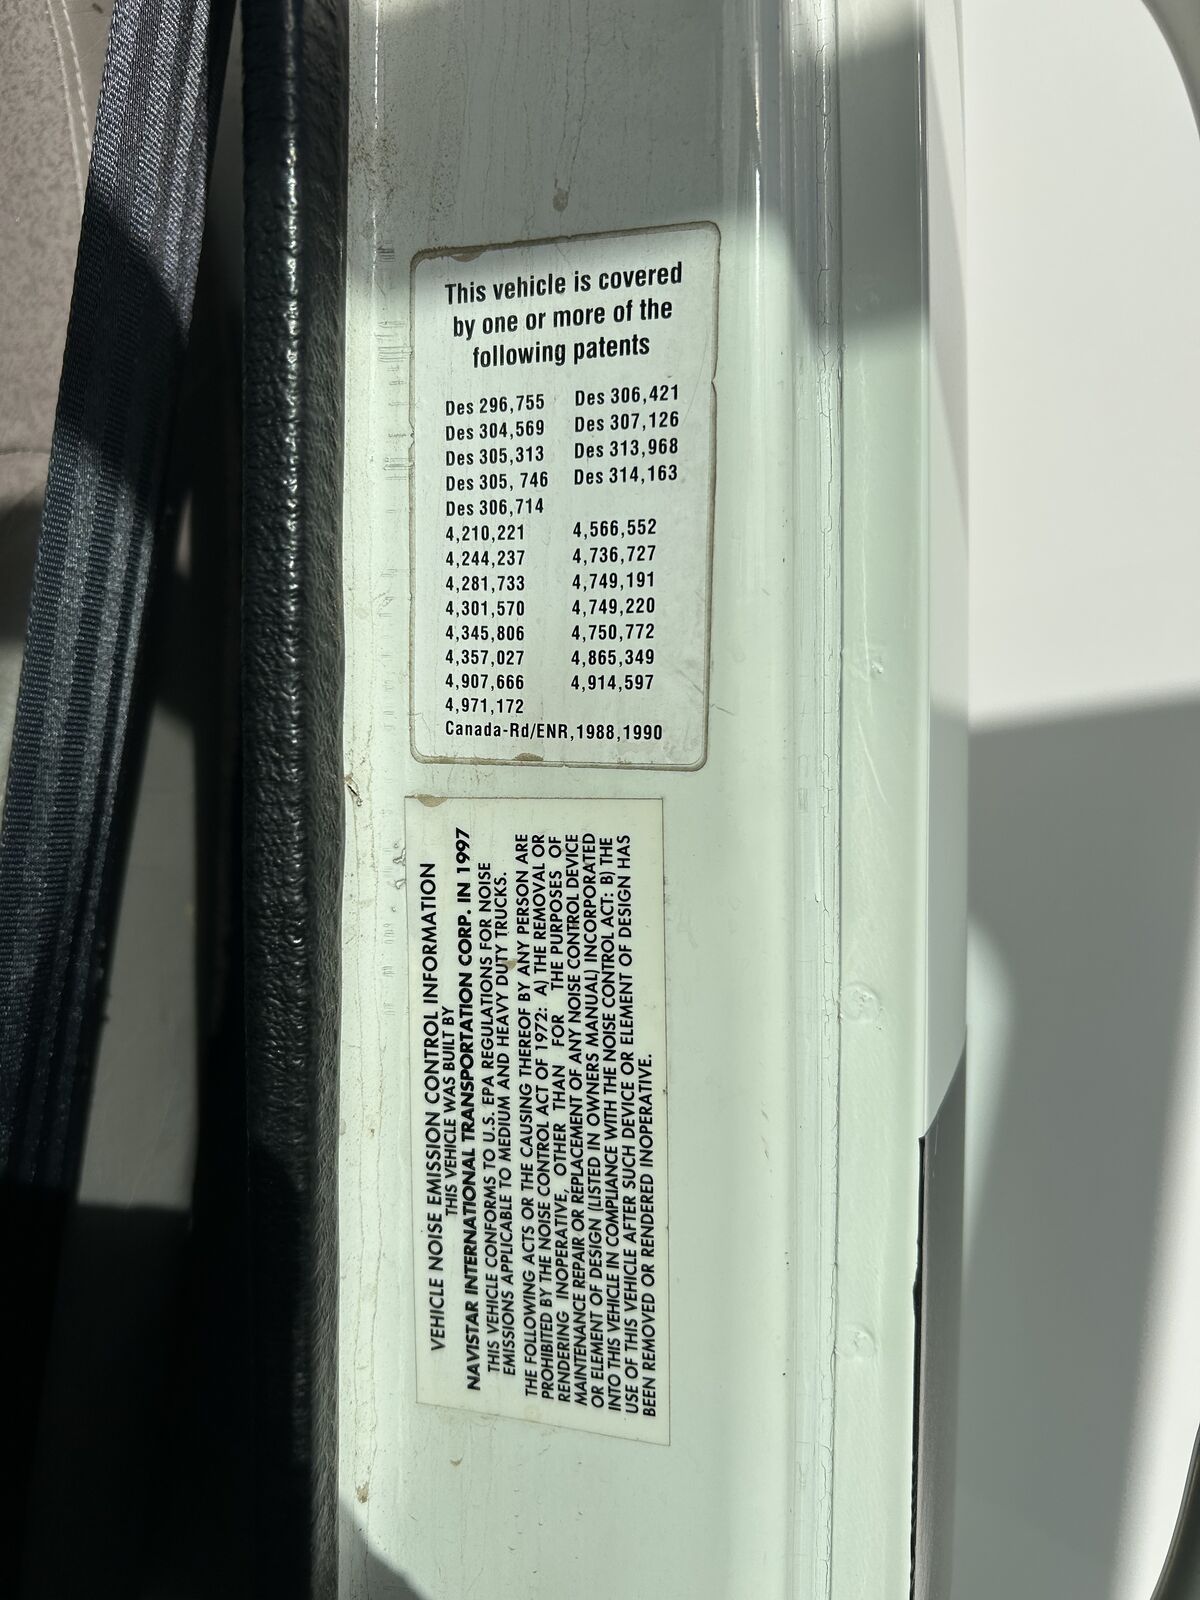 This vehicle is covered
by one or more of the
following patents
Des 296,755 Des 306,421
Des 304,569 Des 307,126
Des 305,313 Des 313,968
Des 305, 746 Des 314,163
Des 306,714
4,210,221 4,566,552
4,244,237 4,736,727
4,281,733 4,749,191
4,301,570 4,749,220
4,345,806 4,750,772
4,357,027 4,865,349
4,907,666 4,914,597
4,971,172
Canada-Rd/ENR,1988,1990
VEHICLE NOISE EMISSION CONTROL INFORMATION
THIS VEHICLE WAS BUILT BY
NAVISTAR INTERNATIONAL TRANSPORTATION CORP. IN 1997
THIS VEHICLE CONFORMS TO U.S. EPA REGULATIONS FOR NOISE
EMISSIONS APPLICABLE TO MEDIUM AND HEAVY DUTY TRUCKS.
THE FOLLOWING ACTS OR THE CAUSING THEREOF BY ANY PERSON ARE
PROHIBITED BY THE NOISE CONTROL ACT OF 1972: A) THE REMOVAL OR
RENDERING INOPERATIVE, OTHER THAN FOR THE PURPOSES OF
MAINTENANCE REPAIR OR REPLACEMENT OF ANY NOISE CONTROL DEVICE
OR ELEMENT OF DESIGN (LISTED IN OWNERS MANUAL) INCORPORATED
INTO THIS VEHICLE IN COMPLIANCE WITH THE NOISE CONTROL ACT: B) THE
USE OF THIS VEHICLE AFTER SUCH DEVICE OR ELEMENT OF DESIGN HAS
BEEN REMOVED OR RENDERED INOPERATIVE.